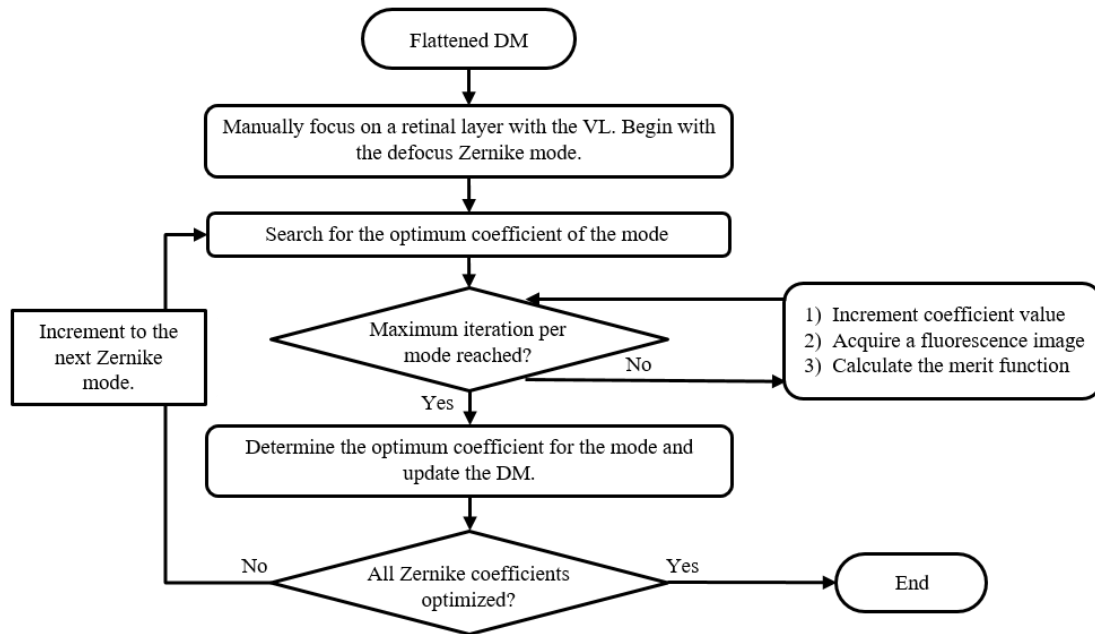 Flattened DM
Manually focus on a retinal layer with the VL. Begin with
the defocus Zernike mode.
Search for the optimum coefficient of the mode
Maximum iteration per
mode reached?
No
1) Increment coefficient value
2) Acquire a fluorescence image
3) Calculate the merit function
Increment to the
next Zernike
mode.
Yes
Determine the optimum coefficient for the mode and
update the DM.
No
All Zernike coefficients
optimized?
Yes
End